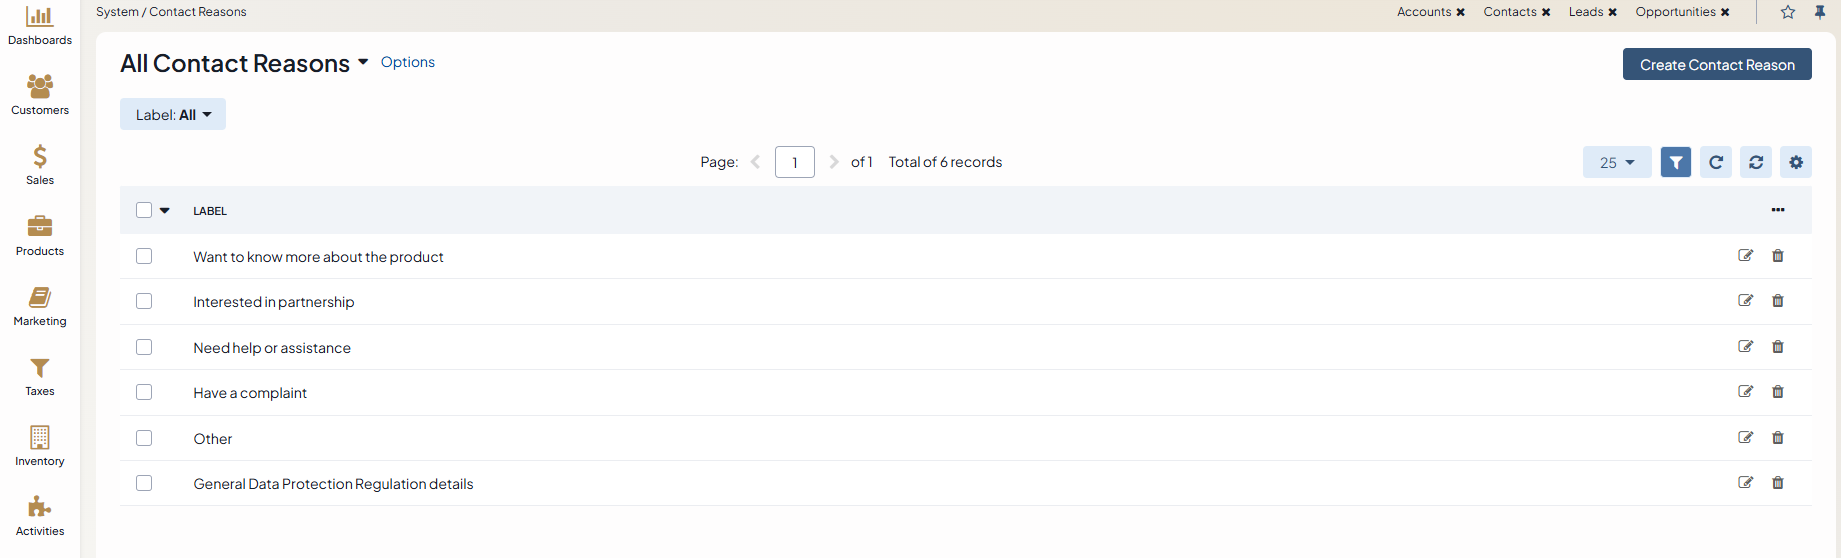 System / Contact Reasons
Accounts ✖ Contacts ✖ Leads ✖ Opportunities ✖
Dashboards
Customers
Sales
Products
Marketing
Taxes
Inventory
Activities
All Contact Reasons Options
Create Contact Reason
Label: All
Page: 1 of 1 Total of 6 records
25
LABEL
Want to know more about the product
Interested in partnership
Need help or assistance
Have a complaint
Other
General Data Protection Regulation details